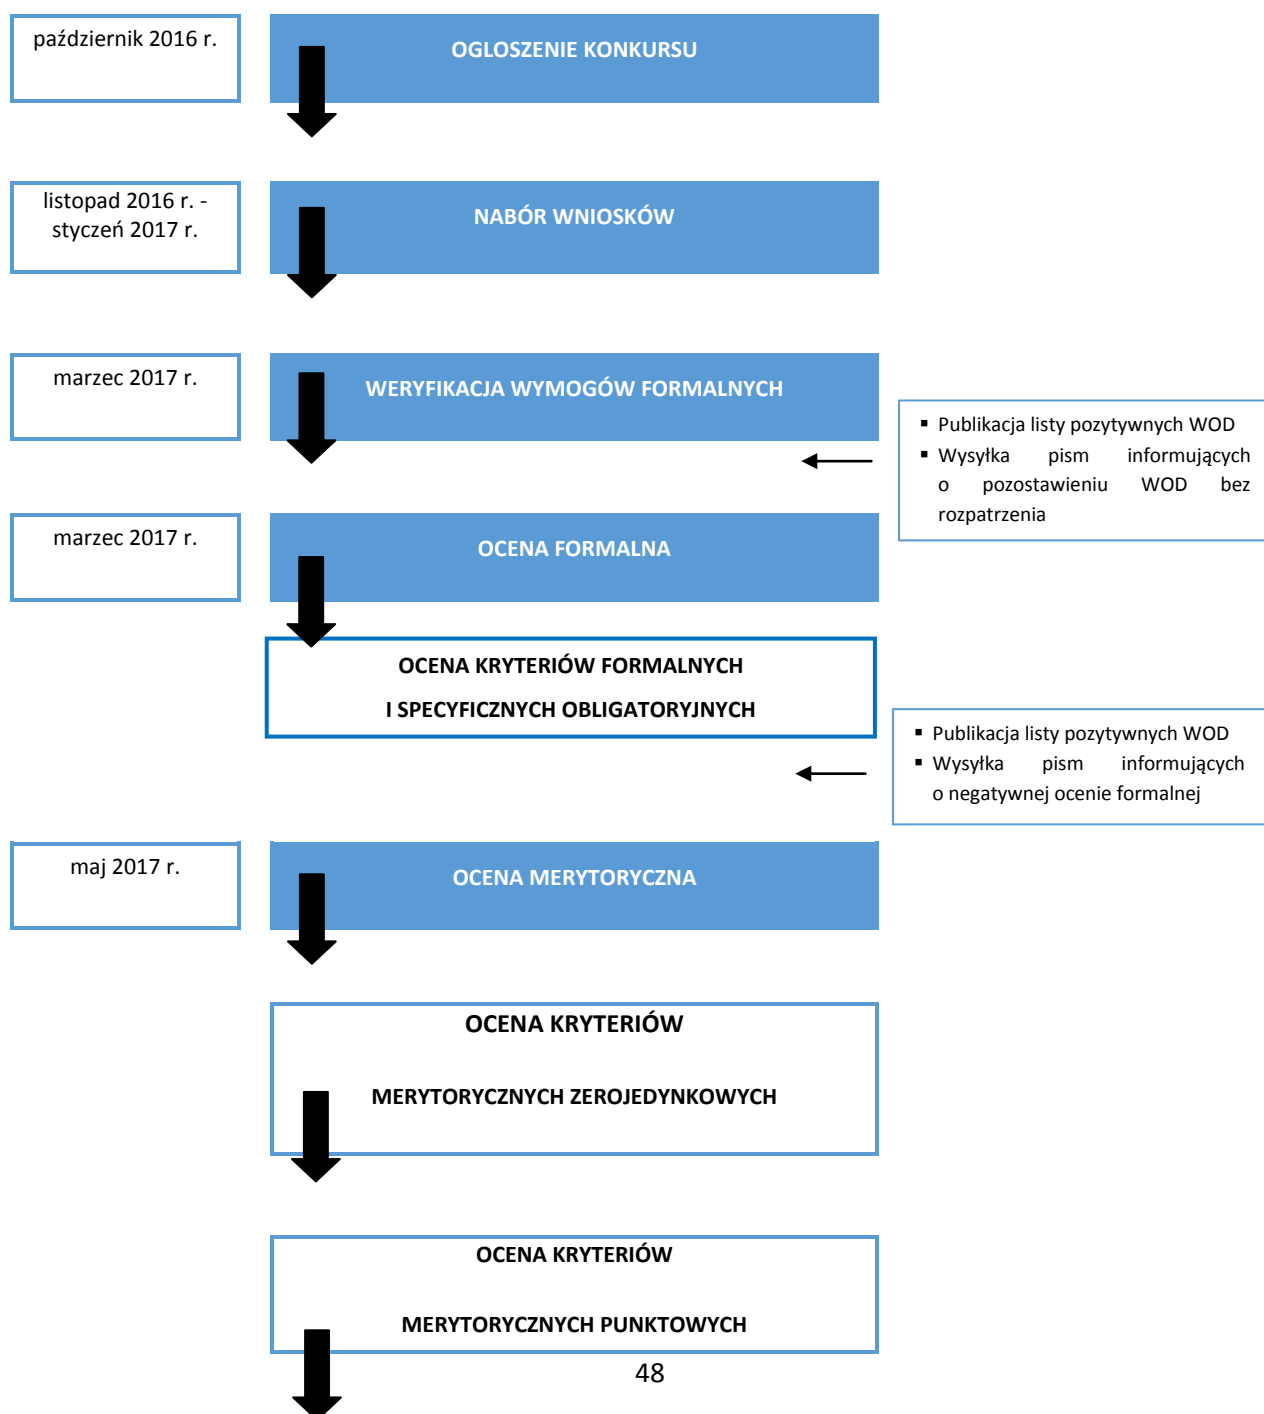 październik 2016 r.
OGLOSZENIE KONKURSU
listopad 2016 r. -
styczeń 2017 r.
NABÓR WNIOSKÓW
marzec 2017 r.
WERYFIKACJA WYMOGÓW FORMALNYCH
▪ Publikacja listy pozytywnych WOD
▪ Wysyłka pism informujących
o pozostawieniu WOD bez
rozpatrzenia
marzec 2017 r.
OCENA FORMALNA
OCENA KRYTERIÓW FORMALNYCH
I SPECYFICZNYCH OBLIGATORYJNYCH
▪ Publikacja listy pozytywnych WOD
▪ Wysyłka pism informujących
o negatywnej ocenie formalnej
maj 2017 r.
OCENA MERYTORYCZNA
OCENA KRYTERIÓW
MERYTORYCZNYCH ZEROJEDYNKOWYCH
OCENA KRYTERIÓW
MERYTORYCZNYCH PUNKTOWYCH
48